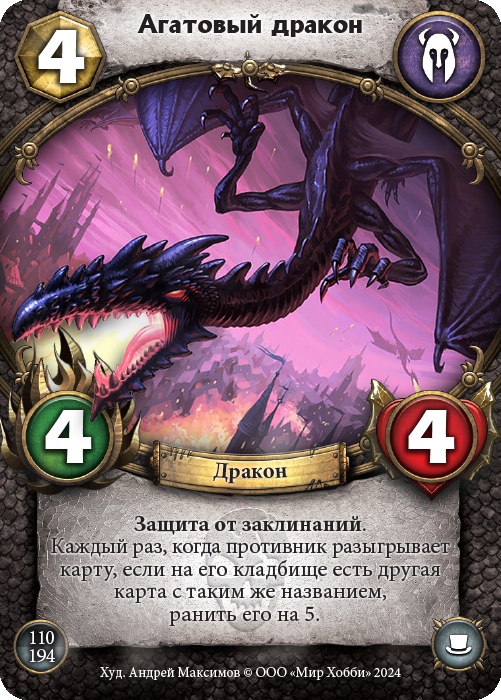 4
Агатовый дракон
4
4
Дракон
Защита от заклинаний.
Каждый раз, когда противник разыгрывает
карту, если на его кладбище есть другая
карта с таким же названием,
ранить его на 5.
110
194
Худ. Андрей Максимов © ООО «Мир Хобби» 2024